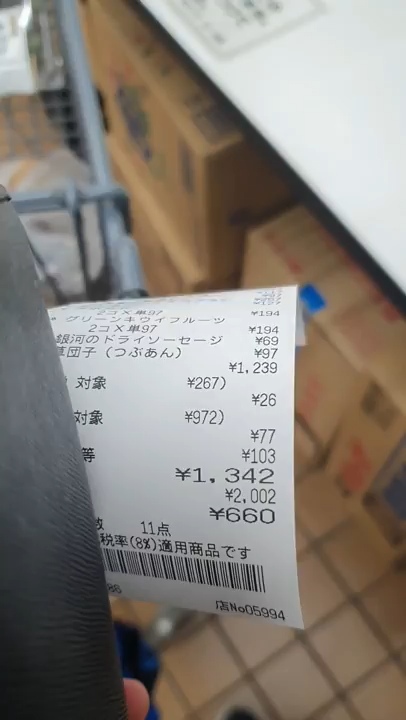 2コX単97 ¥194
グリーンキウイフルーツ
2コX単97 ¥194
銀河のドライソーセージ ¥69
草団子(つぶあん) ¥97
¥1,239
対象 ¥267)
¥26
対象 ¥972)
¥77
等 ¥103
¥1,342
¥2,002
¥660
数 11点
税率(8%)適用商品です
86
店No05994